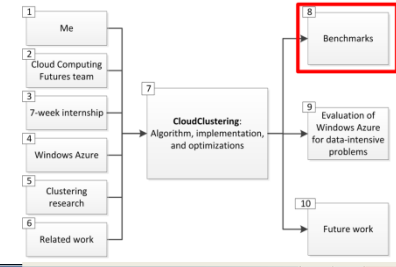 1
Me
2
Cloud Computing
Futures team
3
7-week internship
4
Windows Azure
5
Clustering
research
6
Related work
7
CloudClustering:
Algorithm, implementation,
and optimizations
8
Benchmarks
9
Evaluation of
Windows Azure
for data-intensive
problems
10
Future work